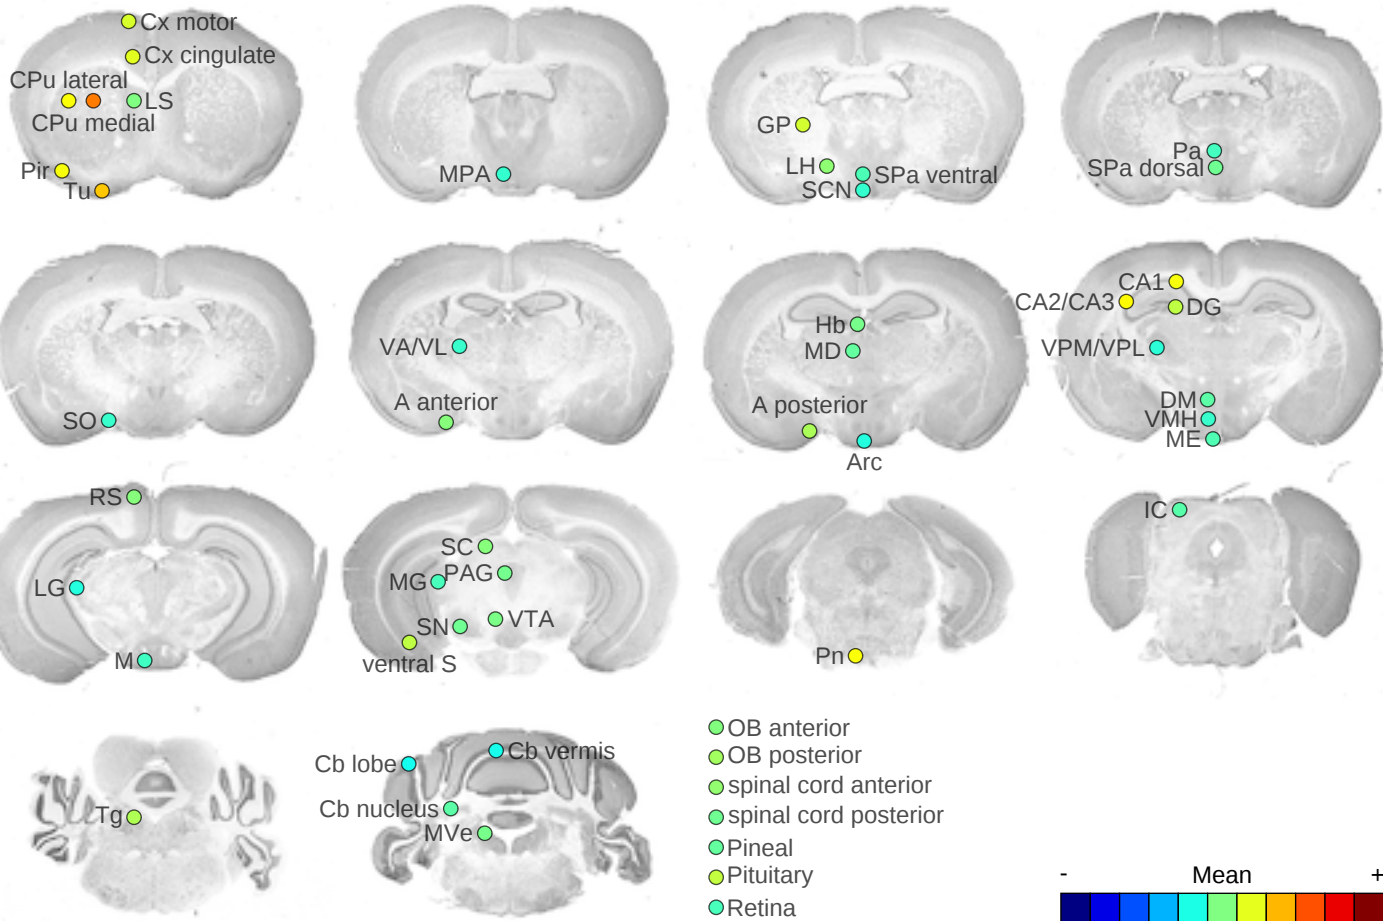 Cx motor
Cx cingulate
CPu lateral
LS
CPu medial
Pir
Tu
MPA
GP
LH
SPa ventral
SCN
Pa
SPa dorsal
SO
VA/VL
A anterior
Hb
MD
A posterior
Arc
CA1
CA2/CA3
DG
VPM/VPL
DM
VMH
ME
RS
LG
M
SC
PAG
MG
VTA
SN
ventral S
Pn
IC
Tg
Cb vermis
Cb lobe
Cb nucleus
MVe
OB anterior
OB posterior
spinal cord anterior
spinal cord posterior
Pineal
Pituitary
Retina
- Mean +